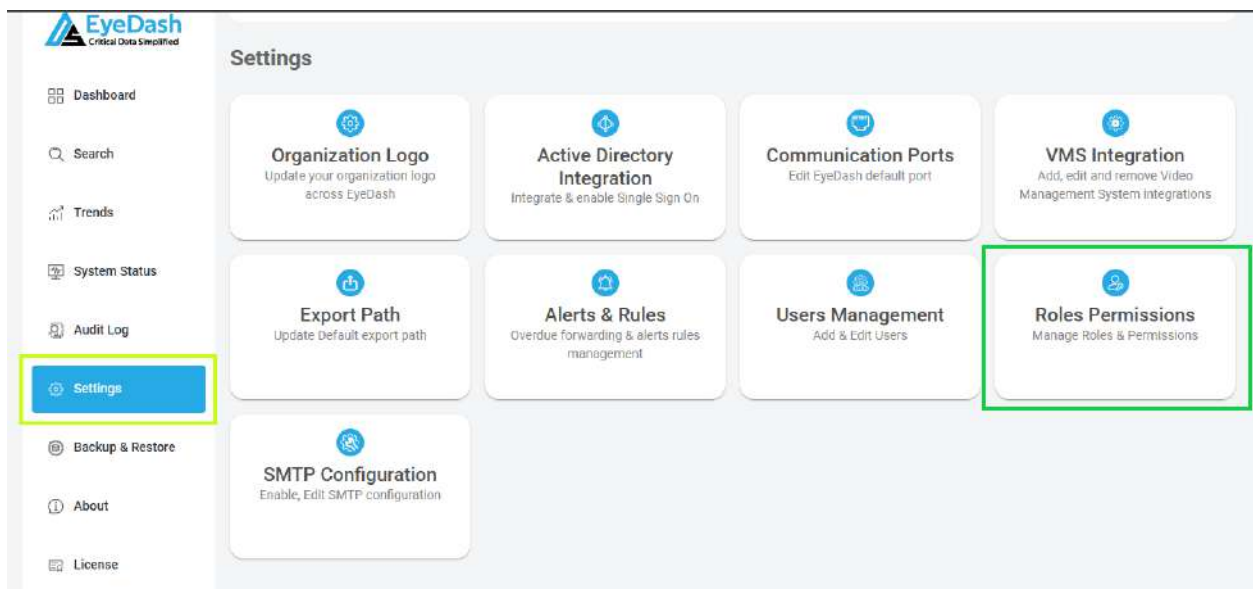 EyeDash
Critical Data Simplified
Dashboard
Search
Trends
System Status
Audit Log
Settings
Backup & Restore
About
License
Settings
Organization Logo
Update your organization logo
across EyeDash
Active Directory
Integration
Integrate & enable Single Sign On
Communication Ports
Edit EyeDash default port
VMS Integration
Add, edit and remove Video
Management System integrations
Export Path
Update Default export path
Alerts & Rules
Overdue forwarding & alerts rules
management
Users Management
Add & Edit Users
Roles Permissions
Manage Roles & Permissions
SMTP Configuration
Enable, Edit SMTP configuration